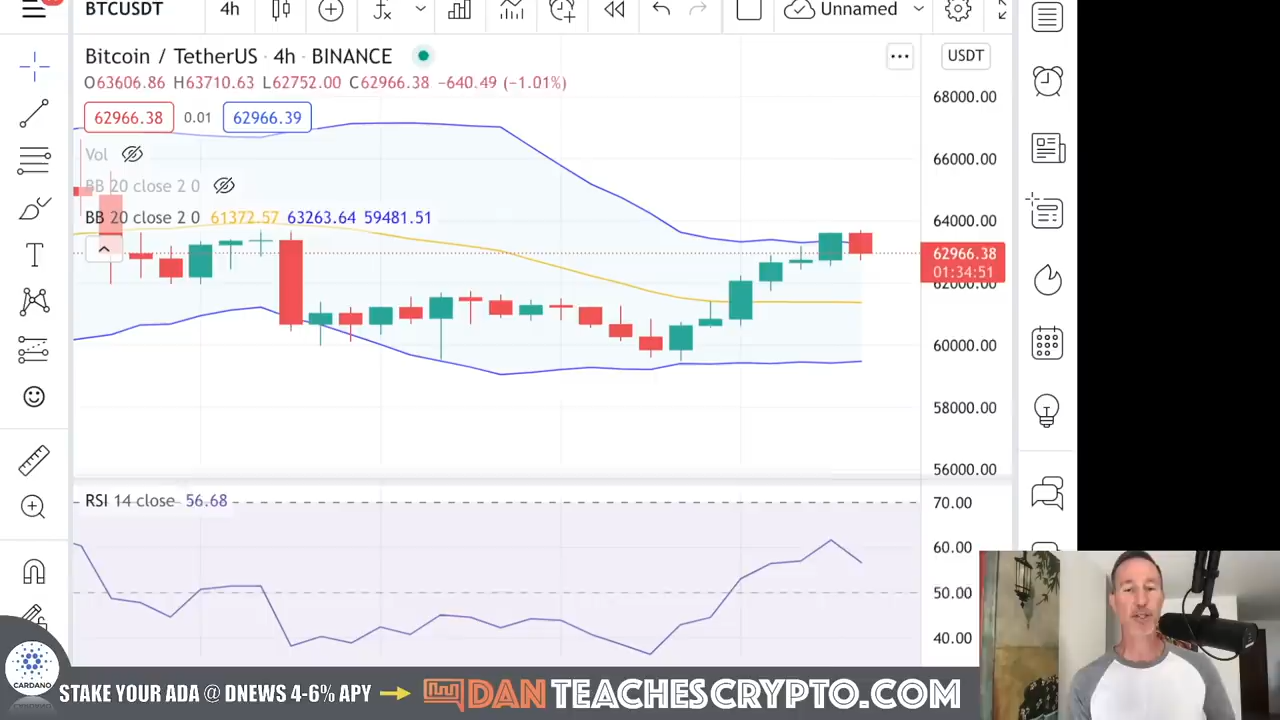 BTCUSDT 4h Unnamed
Bitcoin / TetherUS · 4h · BINANCE
USDT
O63606.86 H63710.63 L62752.00 C62966.38 −640.49 (−1.01%)
62966.38 0.01 62966.39
Vol
BB 20 close 2 0
BB 20 close 2 0 61372.57 63263.64 59481.51
68000.00
66000.00
64000.00
62966.38
01:34:51
62000.00
60000.00
58000.00
56000.00
RSI 14 close 56.68
70.00
60.00
50.00
40.00
CARDANO
STAKE YOUR ADA @ DNEWS 4-6% APY
DANTEACHESCRYPTO.COM